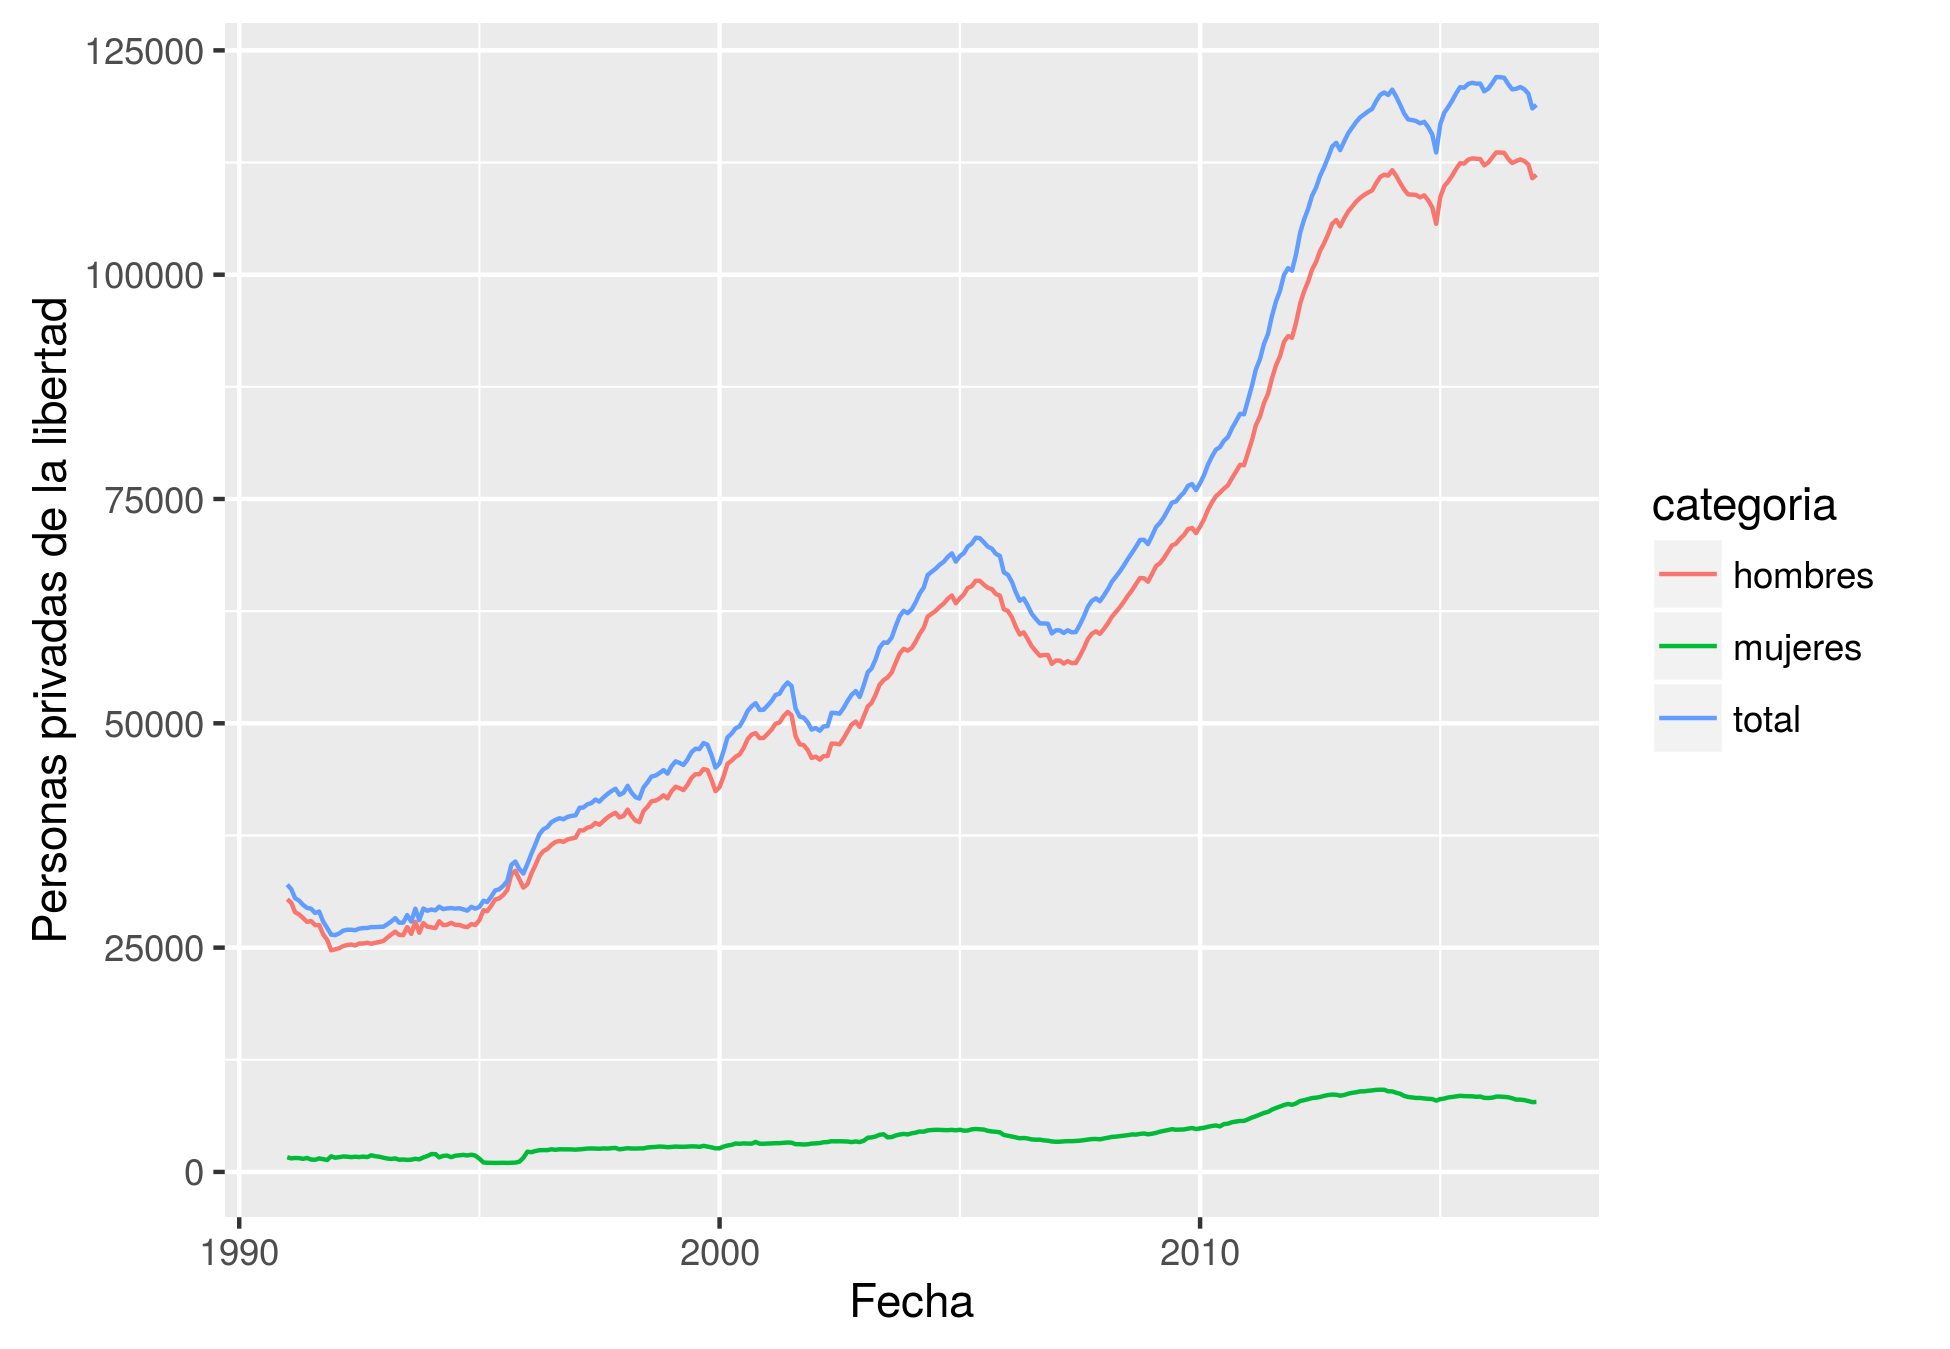 125000
100000
75000
50000
25000
0
Personas privadas de la libertad
1990
2000
2010
Fecha
categoria
hombres
mujeres
total